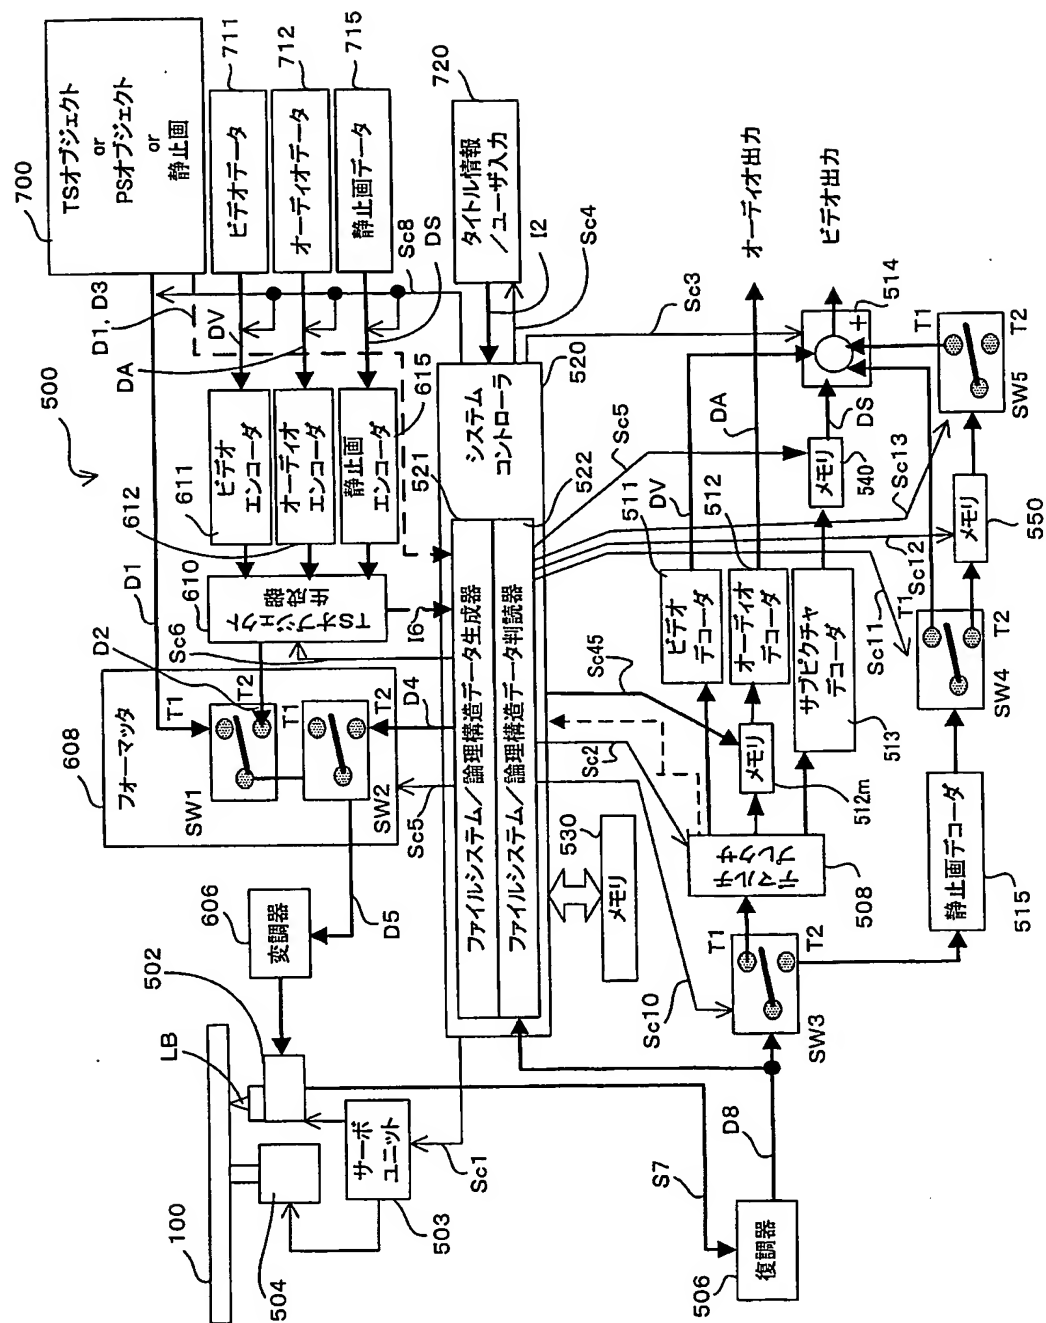 500
700
TSオブジェクト
or
PSオブジェクト
or
静止画
711
ビデオデータ
712
オーディオデータ
715
静止画データ
D1, D3
DV
DA
DS
Sc8
720
タイトル情報
/ユーザ入力
I2
Sc4
611
ビデオ
エンコーダ
612
オーディオ
エンコーダ
615
静止画
エンコーダ
610
TSオブジェクト
生成器
D1
D2
Sc6
I6
608
フォーマッタ
T1
T2
SW1
T1
T2
SW2
D4
Sc5
D5
606
変調器
502
LB
100
504
サーボ
ユニット
503
Sc1
520
システム
コントローラ
521
ファイルシステム/論理構造データ生成器
522
ファイルシステム/論理構造データ判読器
530
メモリ
S7
D8
506
復調器
Sc10
Sc2
Sc45
SW3
T1
T2
デマルチ
プレクサ
508
511
ビデオ
デコーダ
DV
512
オーディオ
デコーダ
DA
メモリ
512m
サブピクチャ
デコーダ
513
Sc5
メモリ
540
DS
Sc3
オーディオ出力
ビデオ出力
514
+
515
静止画デコーダ
Sc11
Sc12
Sc13
T1
T2
SW4
メモリ
550
T1
T2
SW5